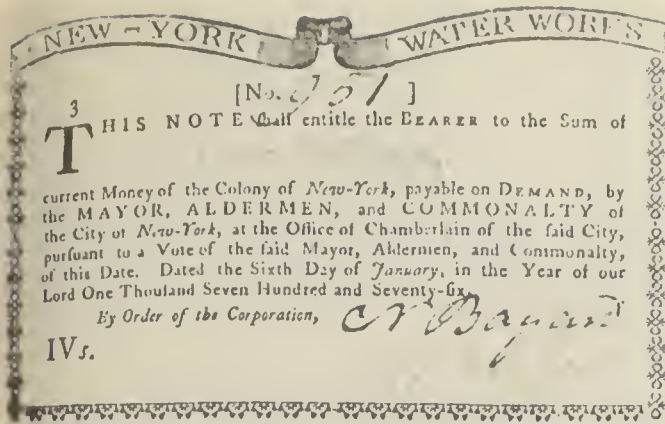 NEW-YORK WATER WORKS
[No. 951 ]
3
THIS NOTE shall entitle the BEARER to the Sum of
current Money of the Colony of New-York, payable on DEMAND, by
the MAYOR, ALDERMEN, and COMMONALTY of
the City of New-York, at the Office of Chamberlain of the said City,
pursuant to a Vote of the said Mayor, Aldermen, and Commonalty,
of this Date. Dated the Sixth Day of January, in the Year of our
Lord One Thousand Seven Hundred and Seventy-six.
By Order of the Corporation,
Bayard
IVs.